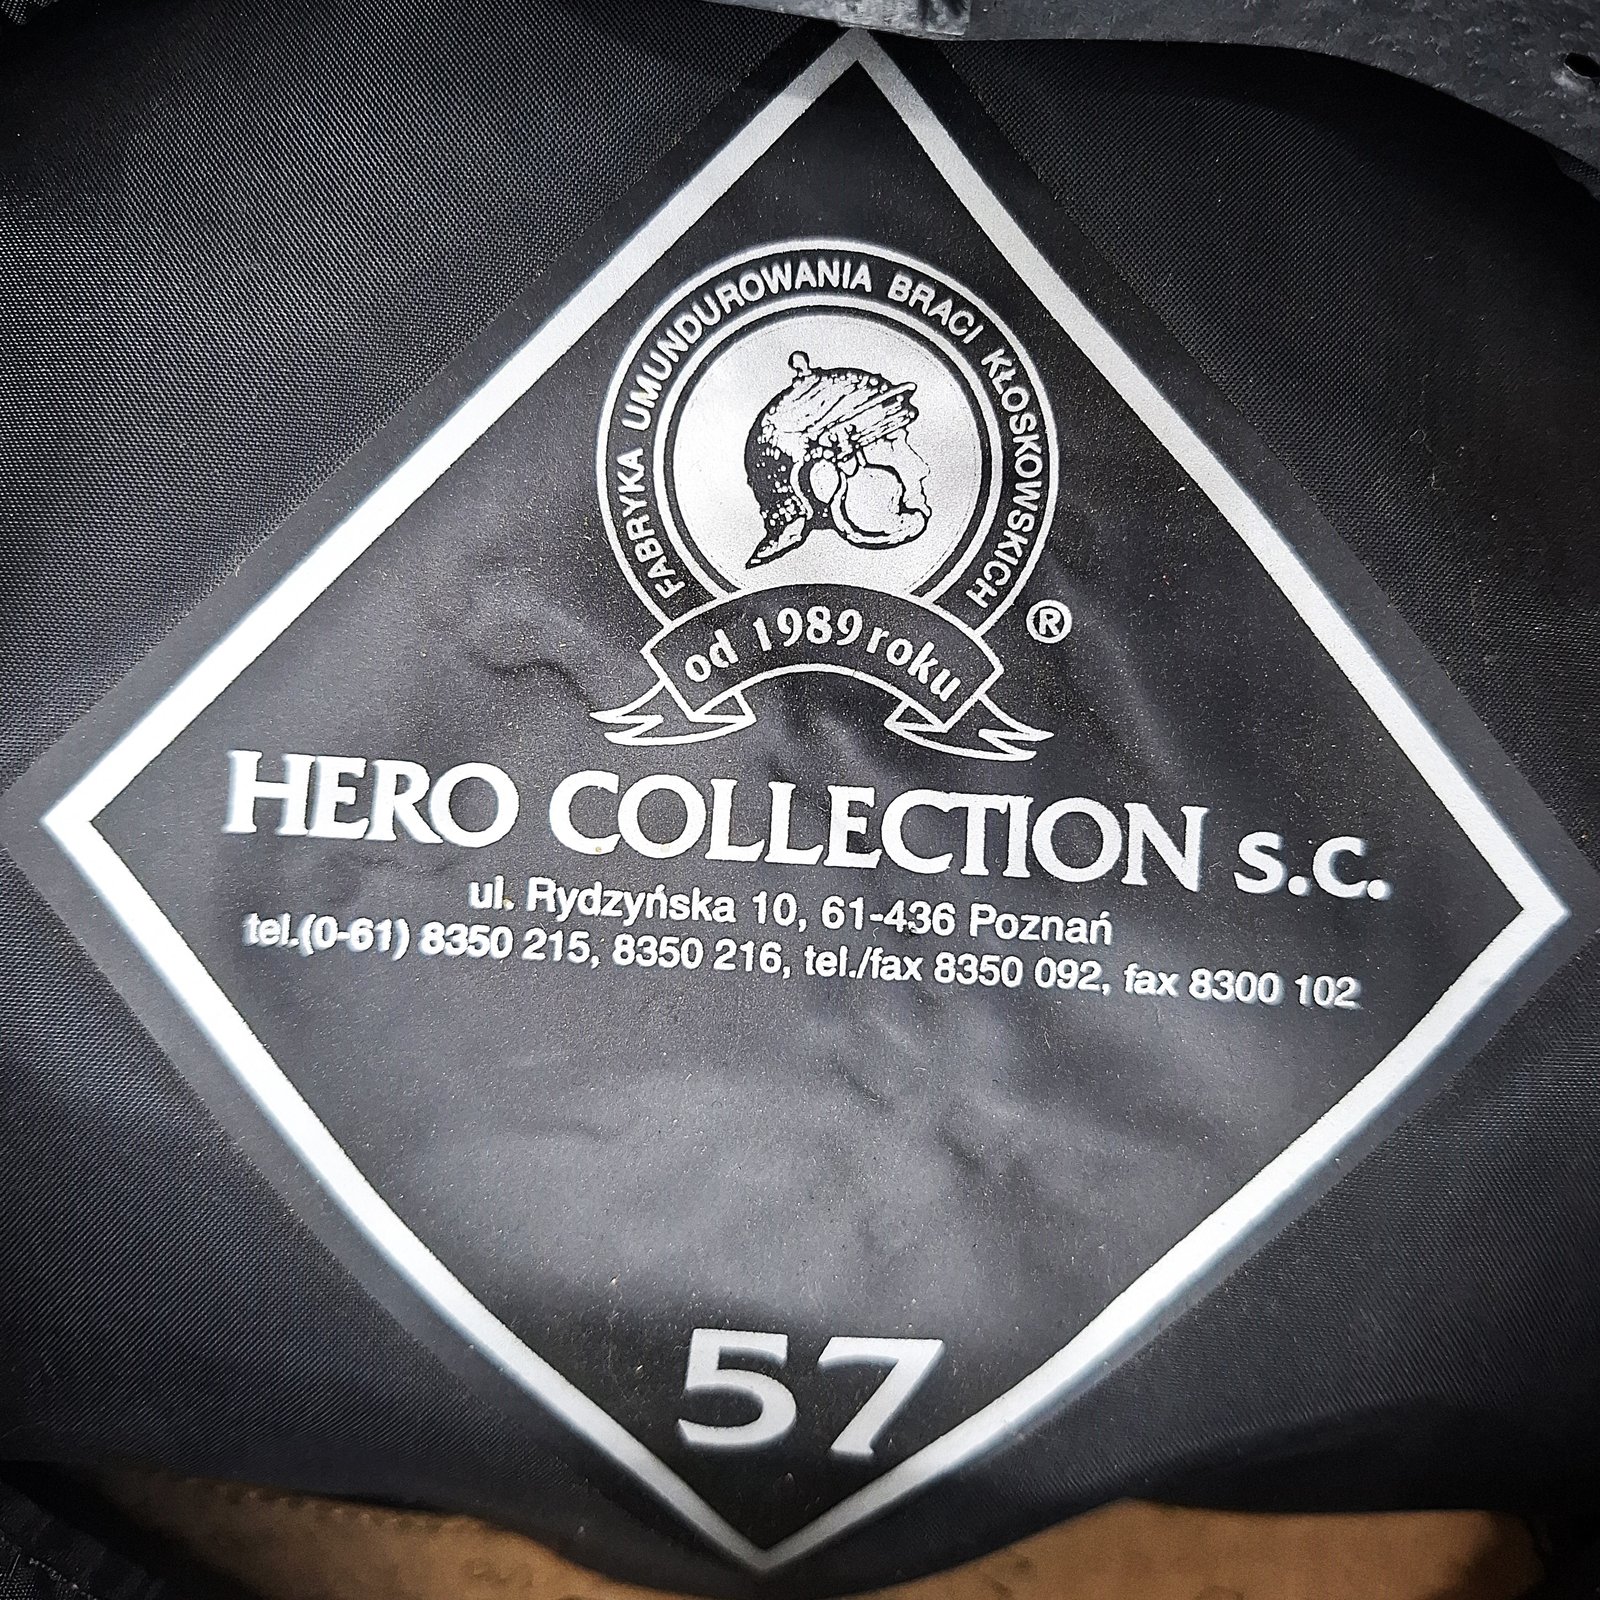 FABRYKA UMUNDUROWANIA BRACI KŁOSKOWSKICH
®
od 1989 roku
HERO COLLECTION s.c.
ul. Rydzyńska 10, 61-436 Poznań
tel.(0-61) 8350 215, 8350 216, tel./fax 8350 092, fax 8300 102
57